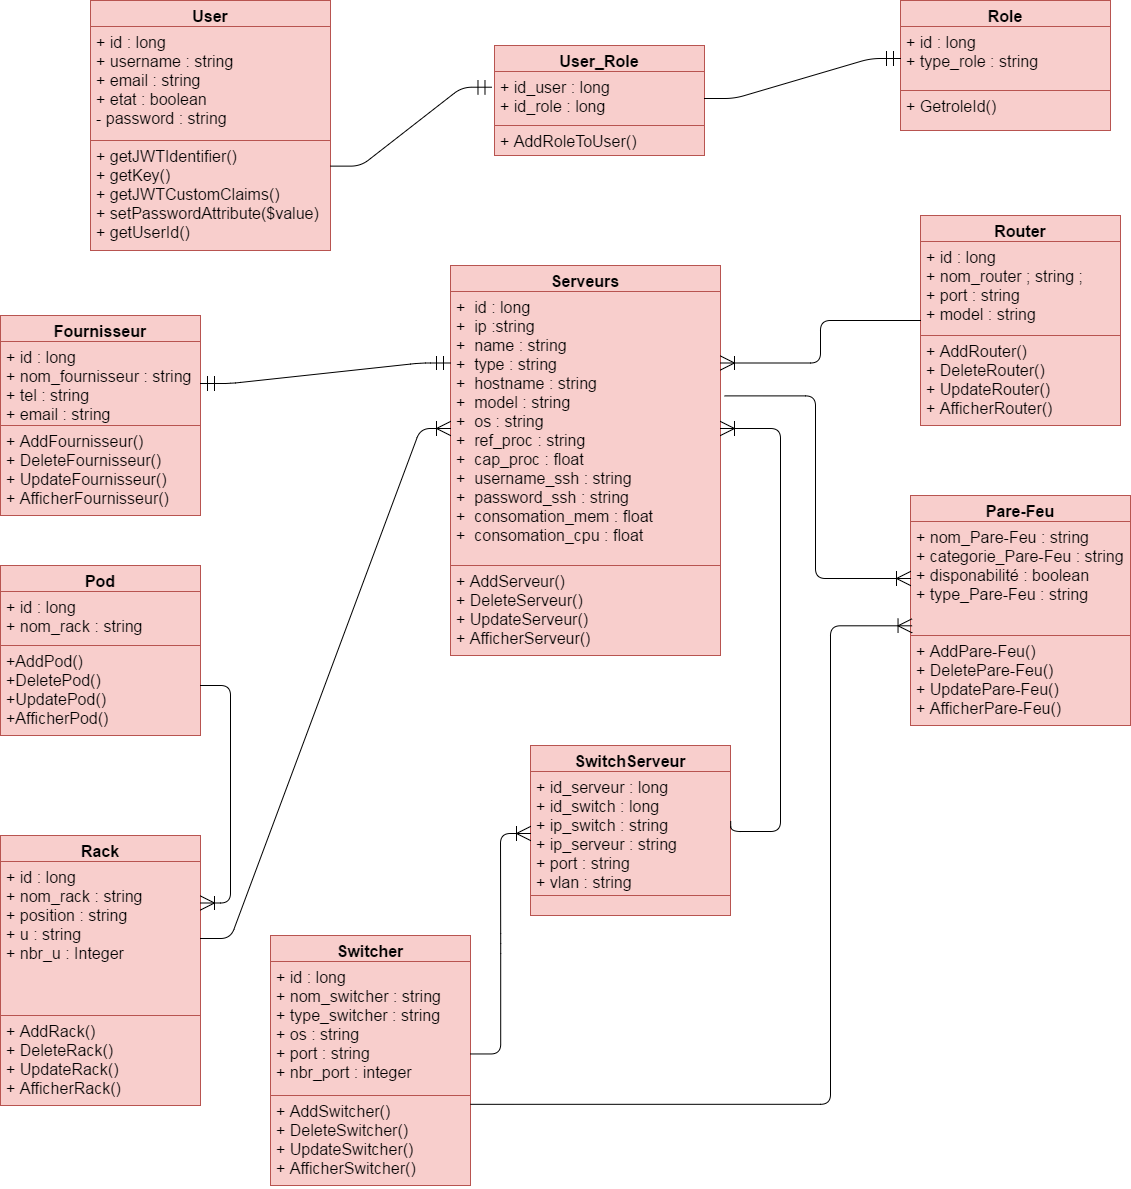 User
+ id : long
+ username : string
+ email : string
+ etat : boolean
- password : string
+ getJWTIdentifier()
+ getKey()
+ getJWTCustomClaims()
+ setPasswordAttribute($value)
+ getUserId()
User_Role
+ id_user : long
+ id_role : long
+ AddRoleToUser()
Role
+ id : long
+ type_role : string
+ GetroleId()
Router
+ id : long
+ nom_router ; string ;
+ port : string
+ model : string
+ AddRouter()
+ DeleteRouter()
+ UpdateRouter()
+ AfficherRouter()
Serveurs
+ id : long
+ ip :string
+ name : string
+ type : string
+ hostname : string
+ model : string
+ os : string
+ ref_proc : string
+ cap_proc : float
+ username_ssh : string
+ password_ssh : string
+ consomation_mem : float
+ consomation_cpu : float
+ AddServeur()
+ DeleteServeur()
+ UpdateServeur()
+ AfficherServeur()
Fournisseur
+ id : long
+ nom_fournisseur : string
+ tel : string
+ email : string
+ AddFournisseur()
+ DeleteFournisseur()
+ UpdateFournisseur()
+ AfficherFournisseur()
Pare-Feu
+ nom_Pare-Feu : string
+ categorie_Pare-Feu : string
+ disponabilité : boolean
+ type_Pare-Feu : string
+ AddPare-Feu()
+ DeletePare-Feu()
+ UpdatePare-Feu()
+ AfficherPare-Feu()
Pod
+ id : long
+ nom_rack : string
+AddPod()
+DeletePod()
+UpdatePod()
+AfficherPod()
SwitchServeur
+ id_serveur : long
+ id_switch : long
+ ip_switch : string
+ ip_serveur : string
+ port : string
+ vlan : string
Rack
+ id : long
+ nom_rack : string
+ position : string
+ u : string
+ nbr_u : Integer
+ AddRack()
+ DeleteRack()
+ UpdateRack()
+ AfficherRack()
Switcher
+ id : long
+ nom_switcher : string
+ type_switcher : string
+ os : string
+ port : string
+ nbr_port : integer
+ AddSwitcher()
+ DeleteSwitcher()
+ UpdateSwitcher()
+ AfficherSwitcher()